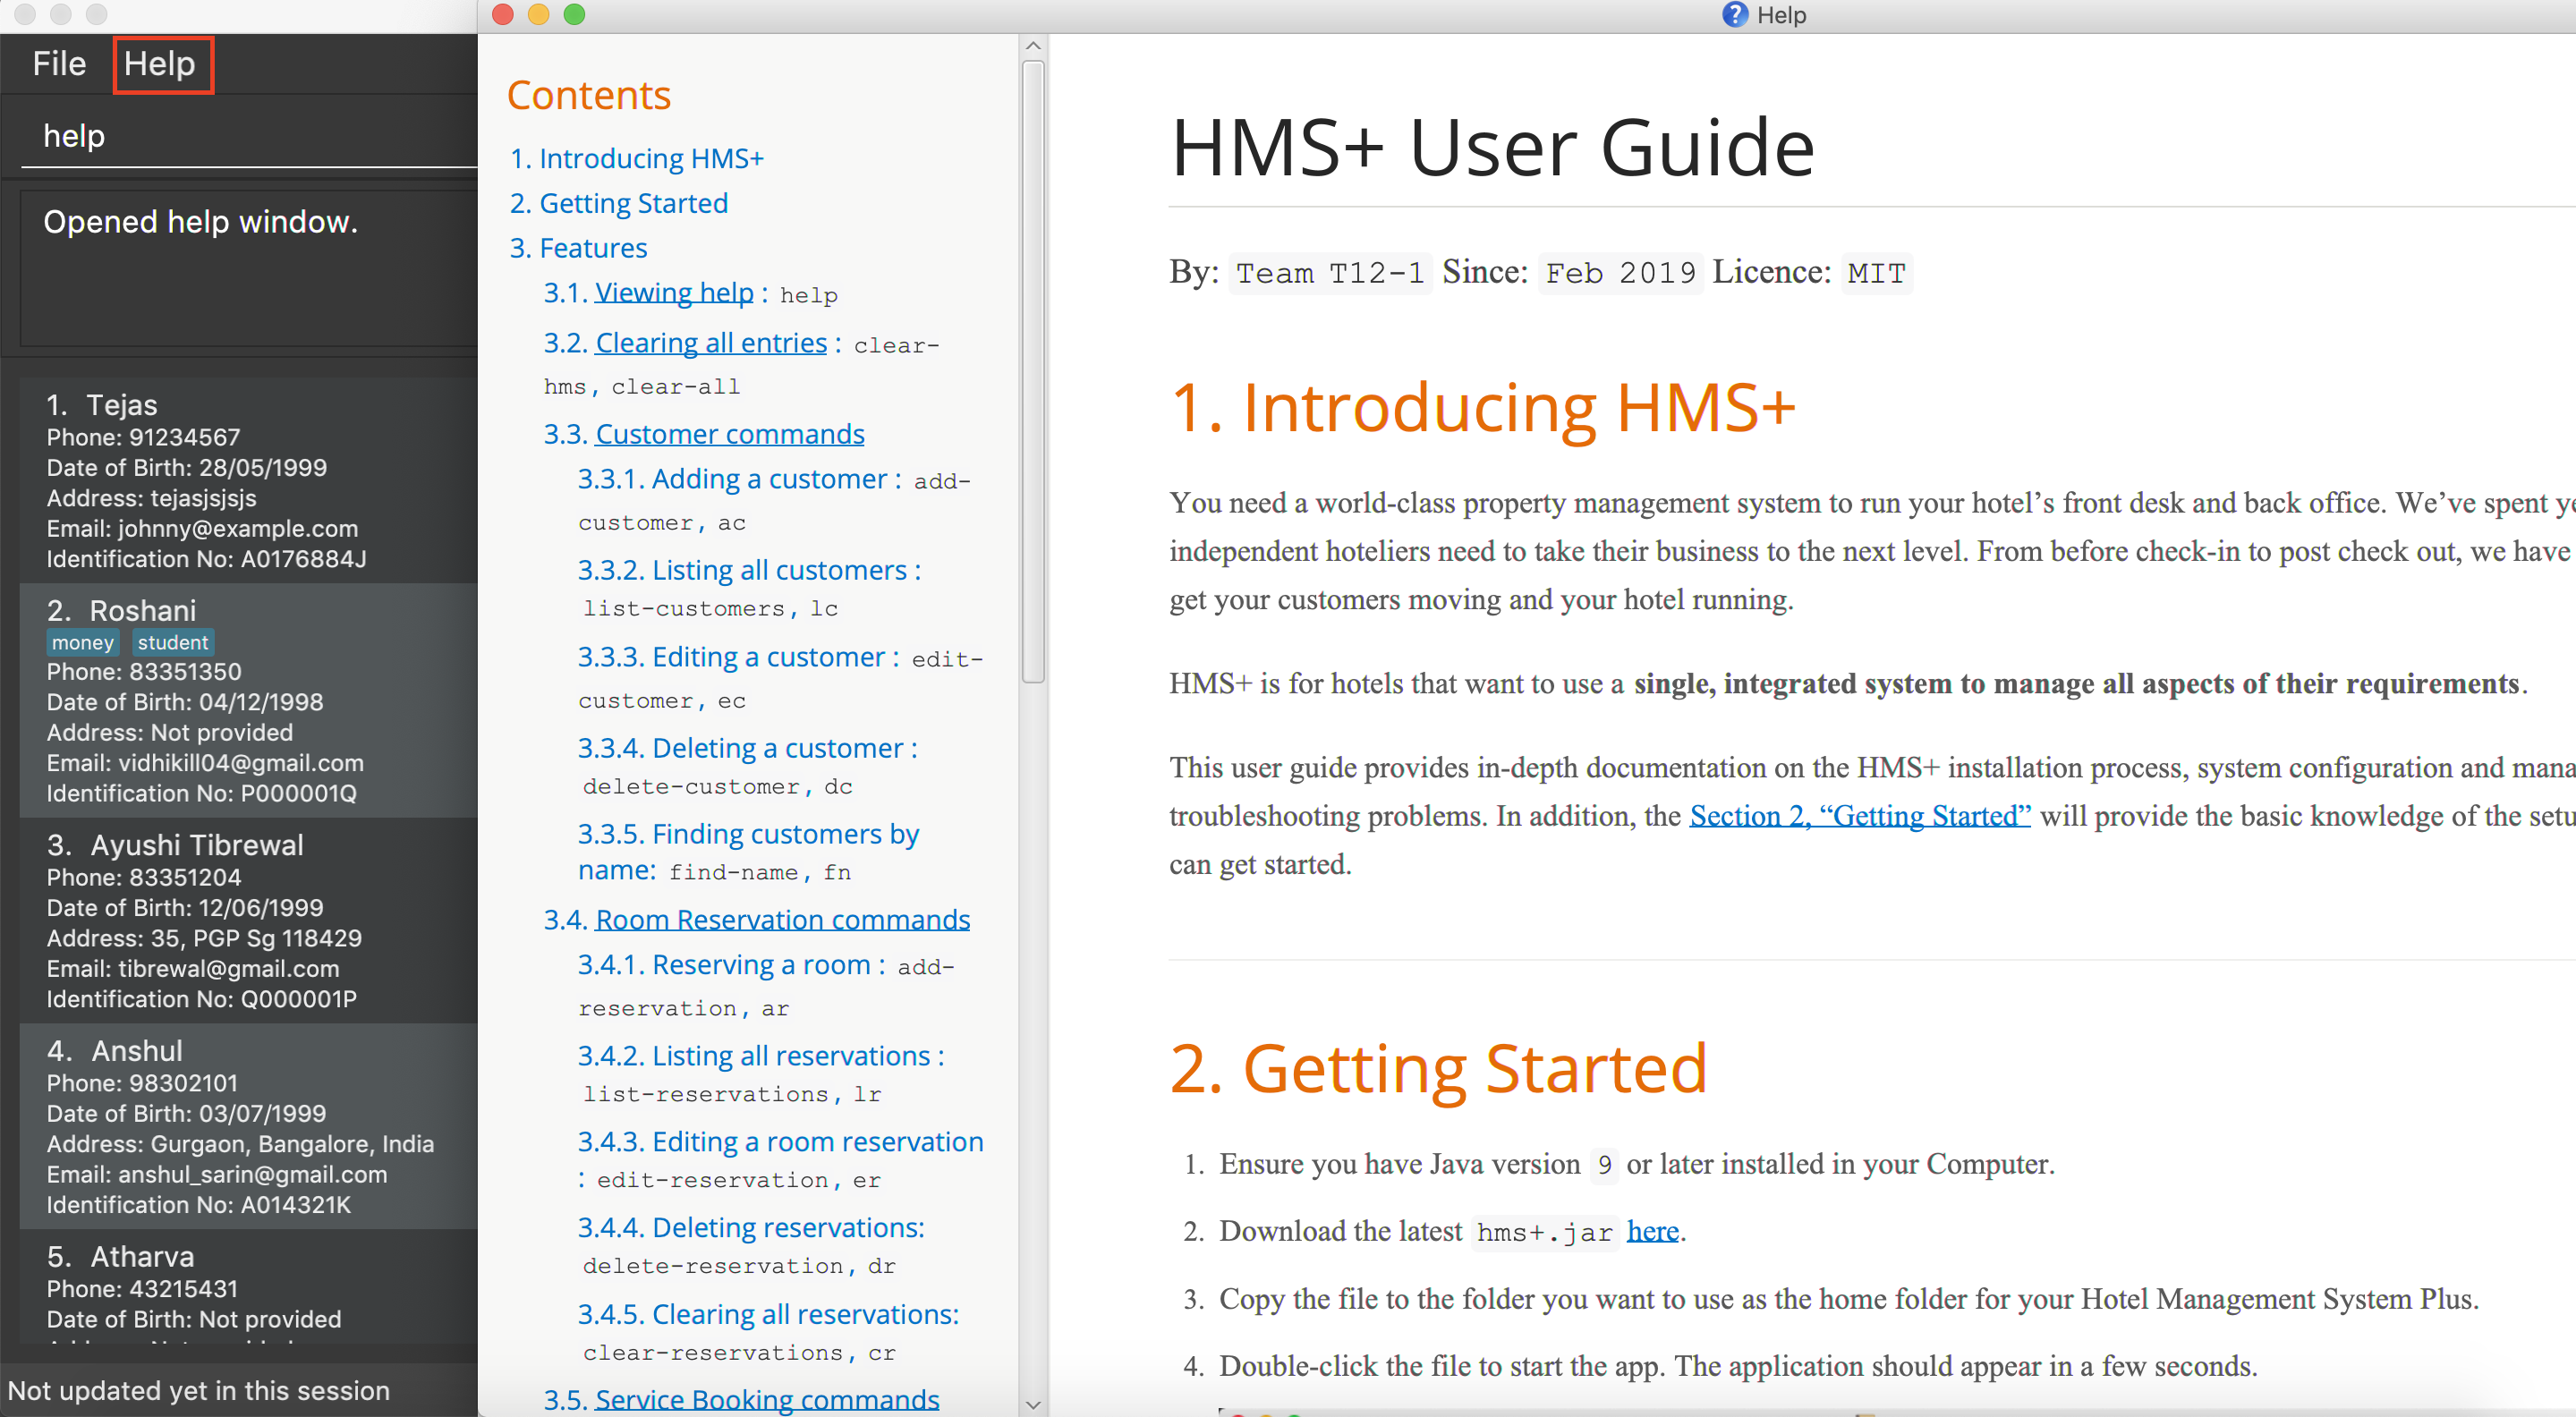 File Help
help
Opened help window.
1. Tejas
Phone: 91234567
Date of Birth: 28/05/1999
Address: tejasjsjsjs
Email: johnny@example.com
Identification No: A0176884J
2. Roshani
money student
Phone: 83351350
Date of Birth: 04/12/1998
Address: Not provided
Email: vidhikill04@gmail.com
Identification No: P000001Q
3. Ayushi Tibrewal
Phone: 83351204
Date of Birth: 12/06/1999
Address: 35, PGP Sg 118429
Email: tibrewal@gmail.com
Identification No: Q000001P
4. Anshul
Phone: 98302101
Date of Birth: 03/07/1999
Address: Gurgaon, Bangalore, India
Email: anshul_sarin@gmail.com
Identification No: A014321K
5. Atharva
Phone: 43215431
Date of Birth: Not provided
Not updated yet in this session
Help
Contents
1. Introducing HMS+
2. Getting Started
3. Features
3.1. Viewing help : help
3.2. Clearing all entries : clear-
hms, clear-all
3.3. Customer commands
3.3.1. Adding a customer : add-
customer, ac
3.3.2. Listing all customers :
list-customers, lc
3.3.3. Editing a customer : edit-
customer, ec
3.3.4. Deleting a customer :
delete-customer, dc
3.3.5. Finding customers by
name: find-name, fn
3.4. Room Reservation commands
3.4.1. Reserving a room : add-
reservation, ar
3.4.2. Listing all reservations :
list-reservations, lr
3.4.3. Editing a room reservation
: edit-reservation, er
3.4.4. Deleting reservations:
delete-reservation, dr
3.4.5. Clearing all reservations:
clear-reservations, cr
3.5. Service Booking commands
HMS+ User Guide
By: Team T12-1 Since: Feb 2019 Licence: MIT
1. Introducing HMS+
You need a world-class property management system to run your hotel’s front desk and back office. We’ve spent
independent hoteliers need to take their business to the next level. From before check-in to post check out, we have
get your customers moving and your hotel running.
HMS+ is for hotels that want to use a single, integrated system to manage all aspects of their requirements.
This user guide provides in-depth documentation on the HMS+ installation process, system configuration and
troubleshooting problems. In addition, the Section 2, “Getting Started” will provide the basic knowledge of the
can get started.
2. Getting Started
1. Ensure you have Java version 9 or later installed in your Computer.
2. Download the latest hms+.jar here.
3. Copy the file to the folder you want to use as the home folder for your Hotel Management System Plus.
4. Double-click the file to start the app. The application should appear in a few seconds.